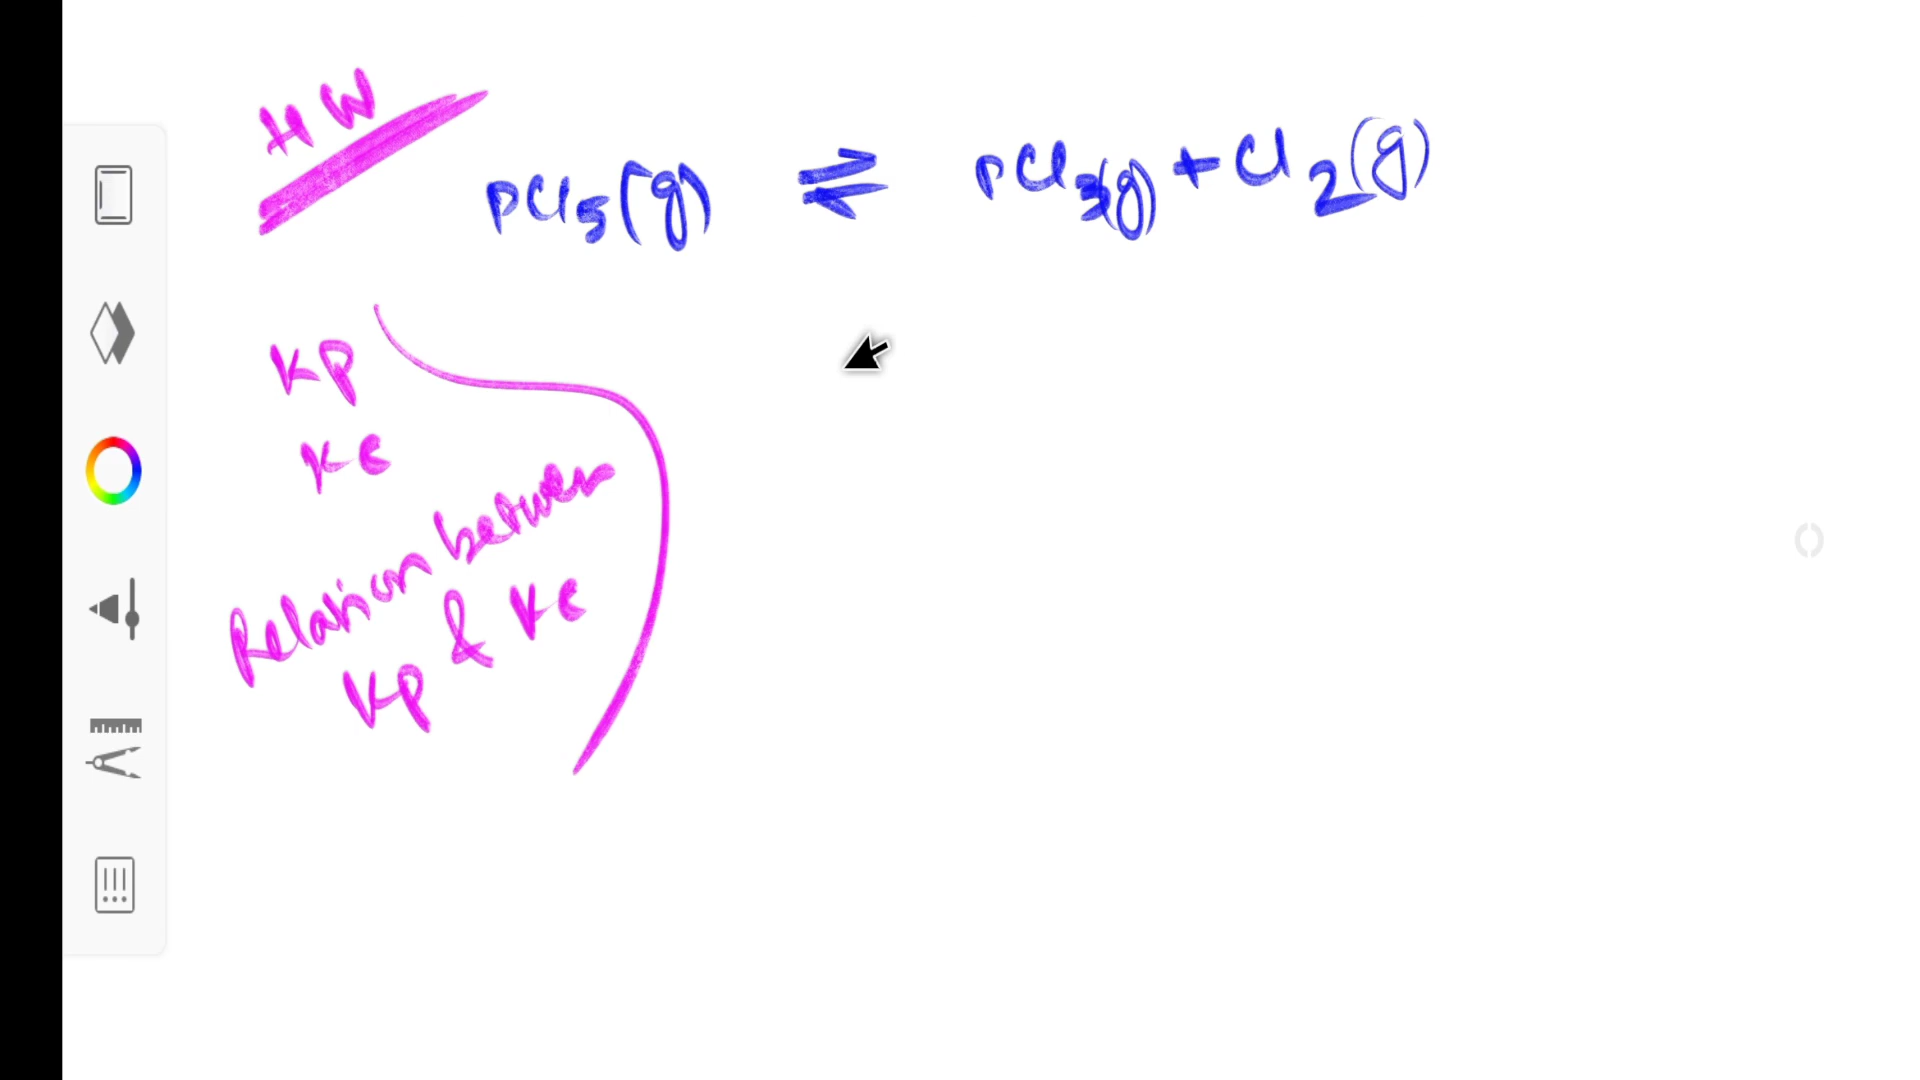 HW
PCl5(g) ⇌ PCl3(g) + Cl2(g)
Kp
Kc
Relation between
Kp & Kc